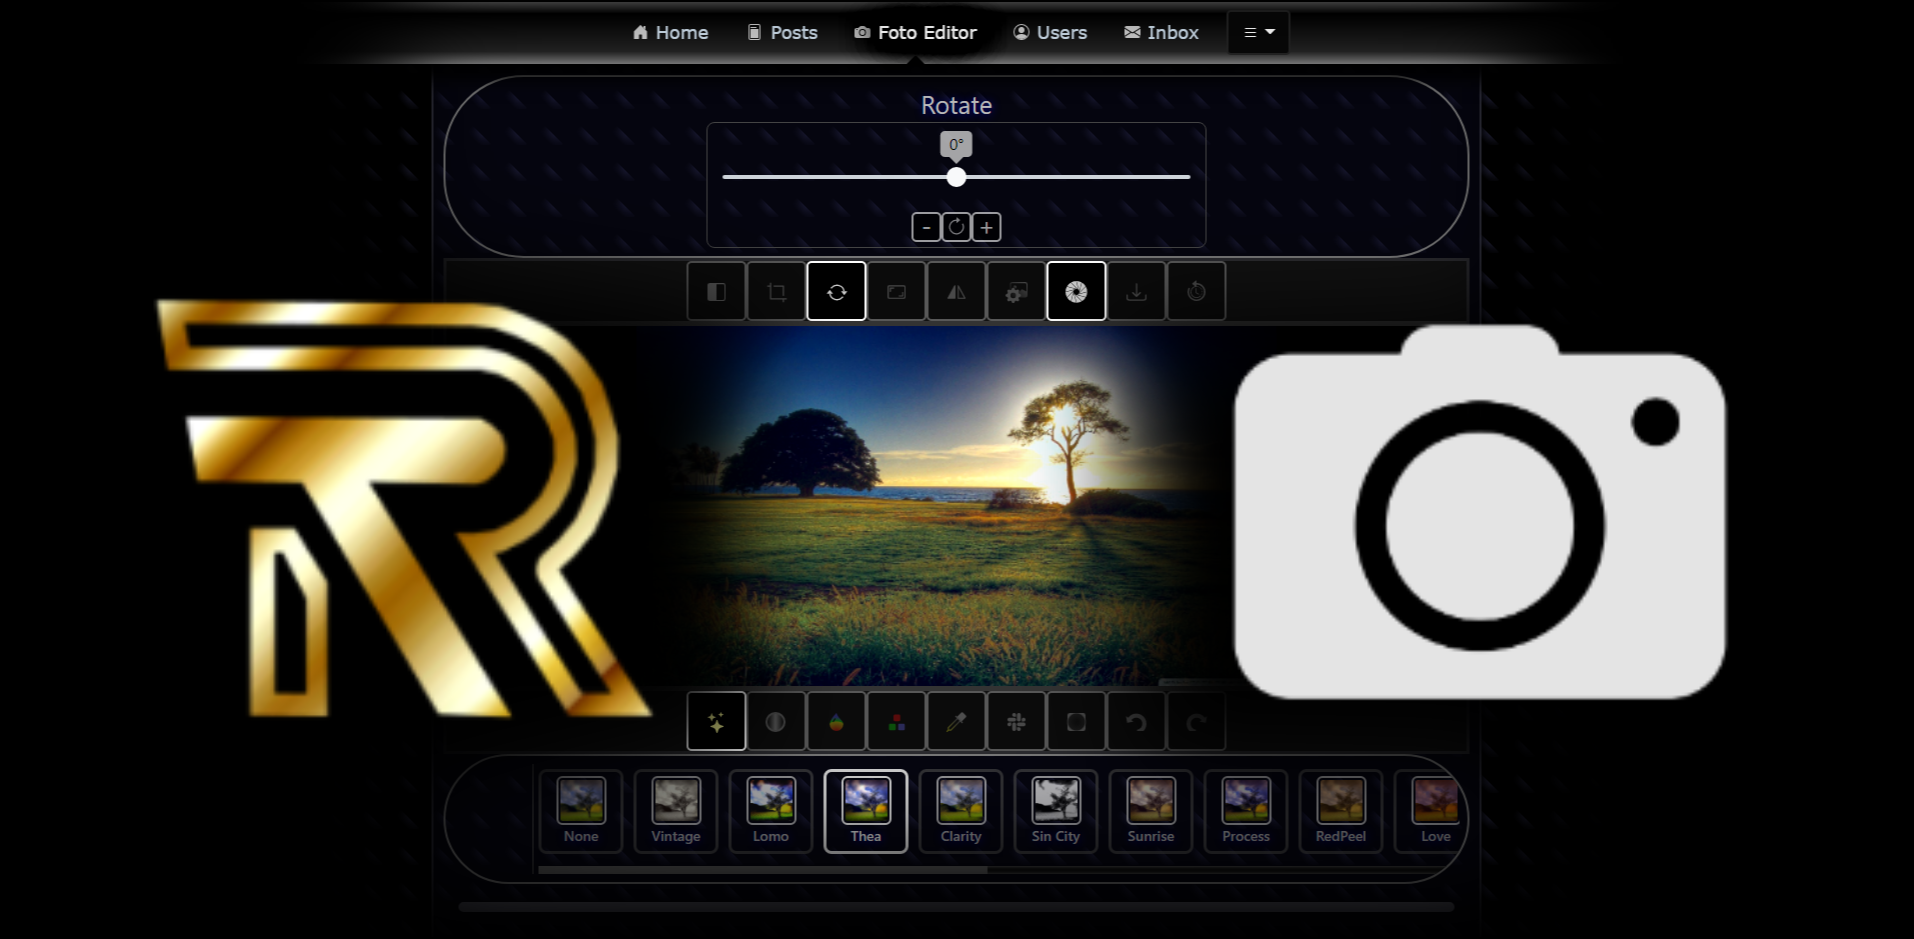 Home Posts Foto Editor Users Inbox
Rotate
0°
- +
None Vintage Lomo Thea Clarity Sin City Sunrise Process RedPeel Love